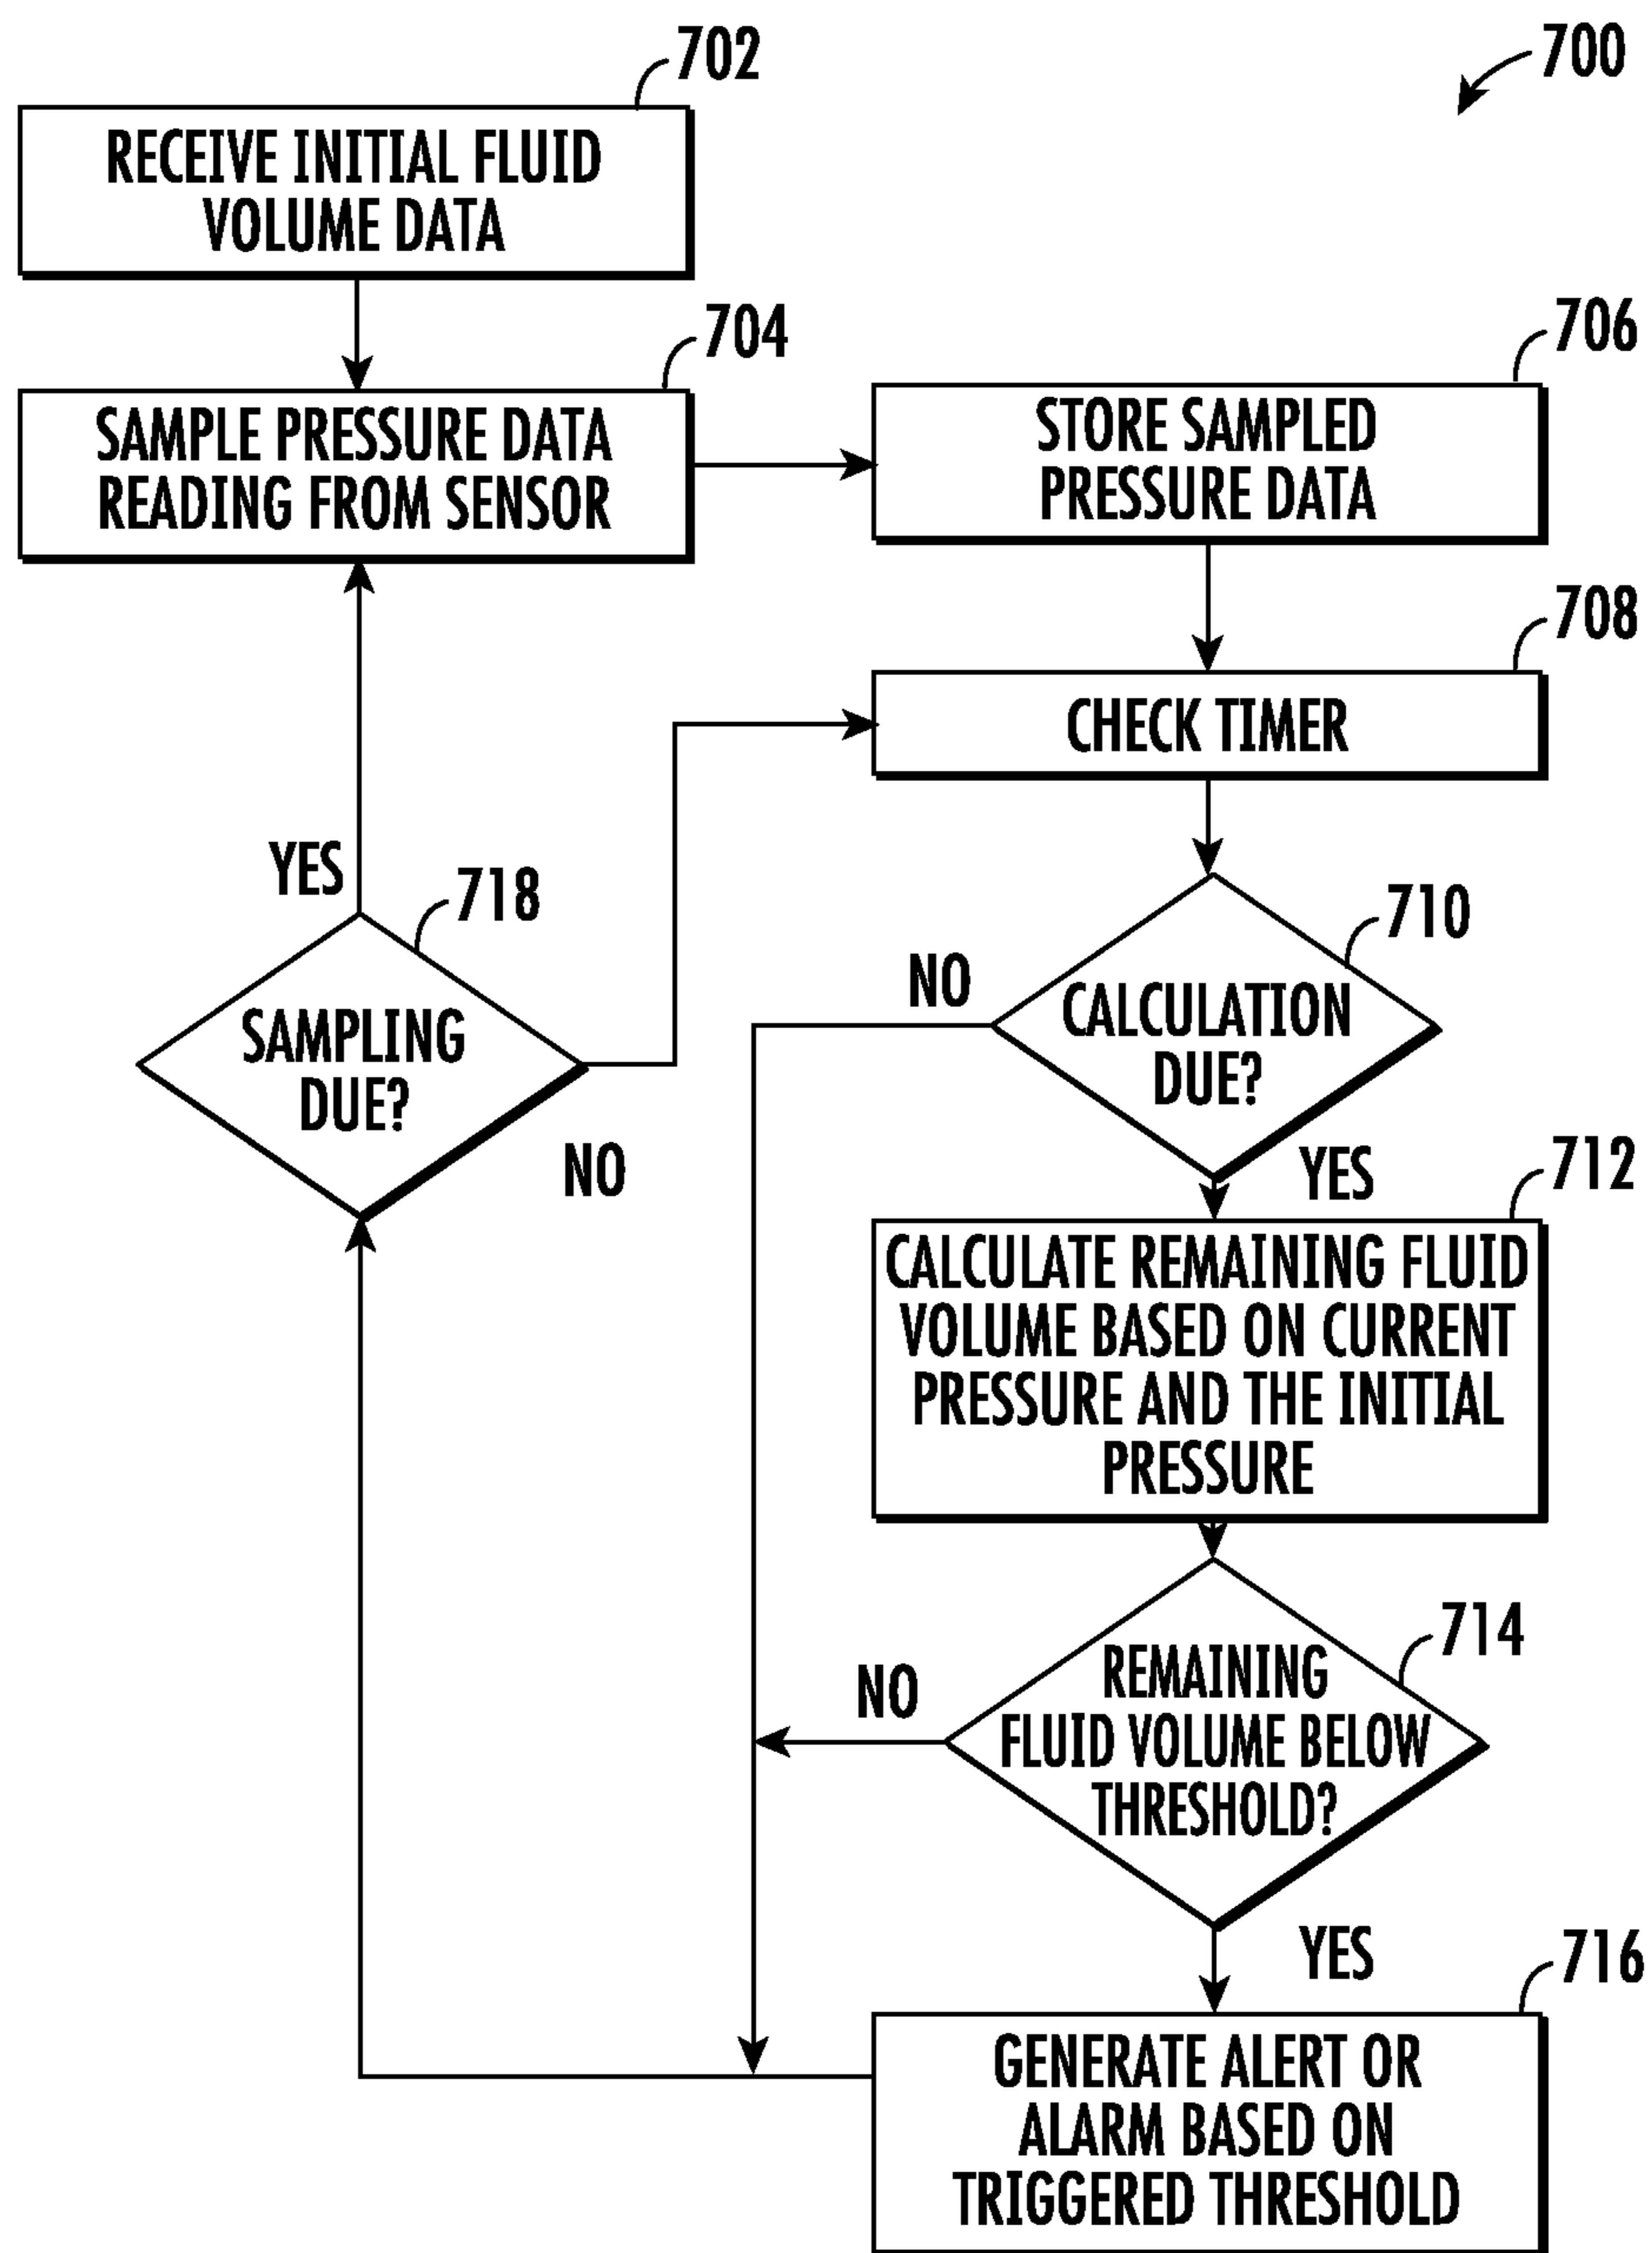 702
700
RECEIVE INITIAL FLUID
VOLUME DATA
704
SAMPLE PRESSURE DATA
READING FROM SENSOR
706
STORE SAMPLED
PRESSURE DATA
708
CHECK TIMER
YES
718
SAMPLING
DUE?
NO
710
NO
CALCULATION
DUE?
YES
712
CALCULATE REMAINING FLUID
VOLUME BASED ON CURRENT
PRESSURE AND THE INITIAL
PRESSURE
714
NO
REMAINING
FLUID VOLUME BELOW
THRESHOLD?
YES
716
GENERATE ALERT OR
ALARM BASED ON
TRIGGERED THRESHOLD